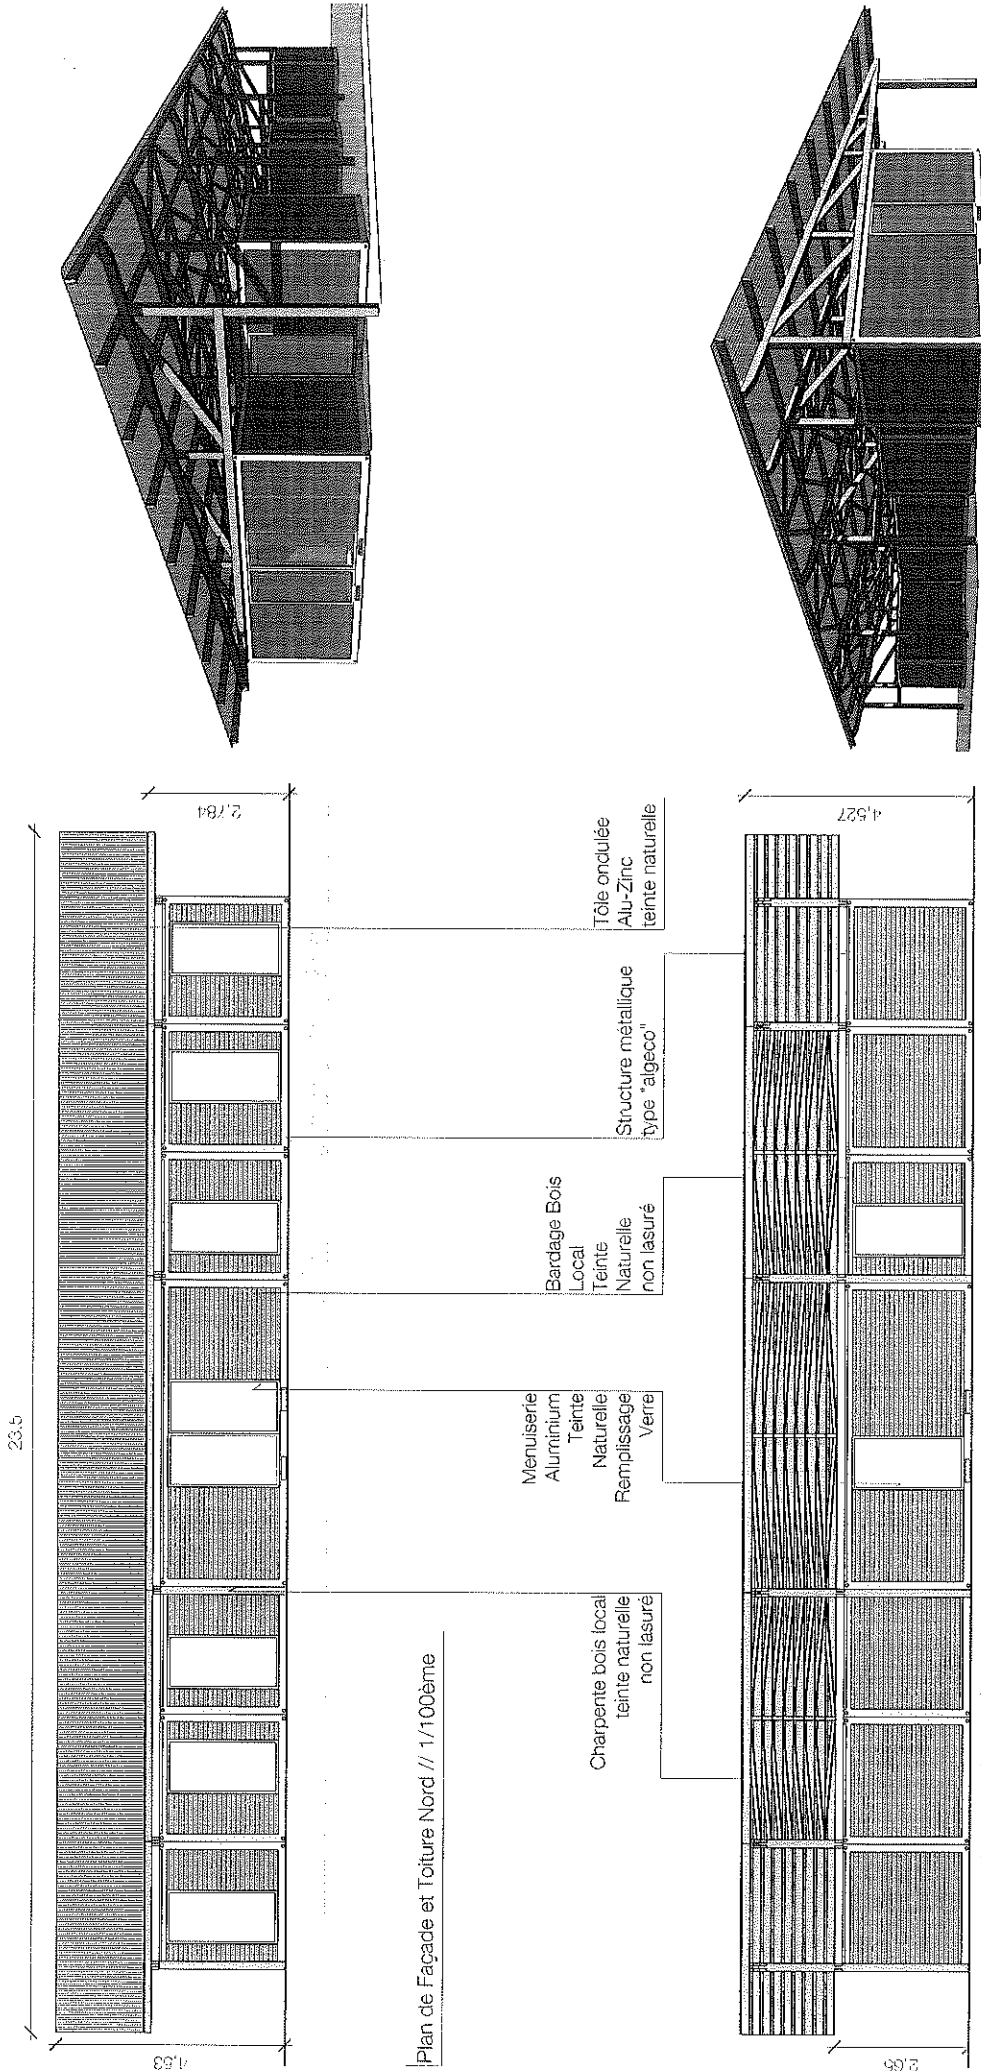 23.5
4,53
2,784
Plan de Façade et Toiture Nord // 1/100ème
Charpente bois local
teinte naturelle
non lasuré
Menuiserie
Aluminium
Teinte
Naturelle
Remplissage
Verre
Bardage Bois
Local
Teinte
Naturelle
non lasuré
Structure métallique
type "algeco"
Tôle ondulée
Alu-Zinc
teinte naturelle
2,65
4,527